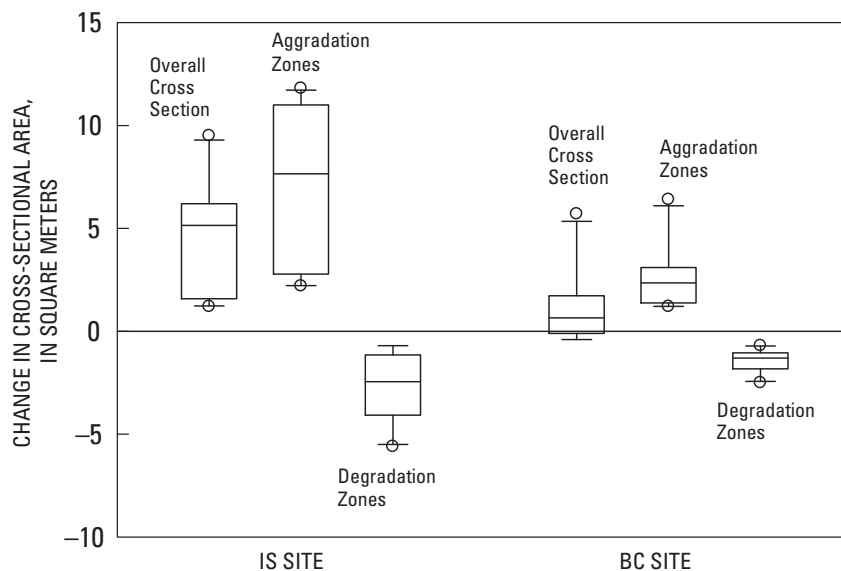 CHANGE IN CROSS-SECTIONAL AREA,
IN SQUARE METERS
15
10
5
0
–5
–10
Overall
Cross
Section
Aggradation
Zones
Degradation
Zones
Overall
Cross
Section
Aggradation
Zones
Degradation
Zones
IS SITE
BC SITE